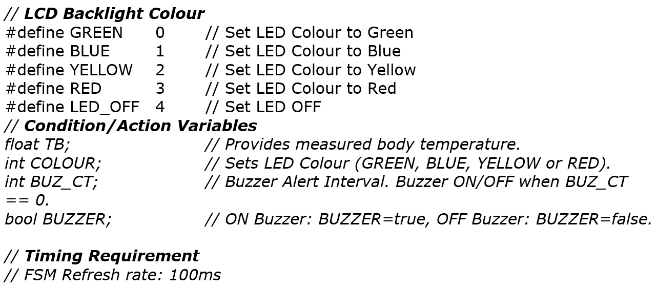 // LCD Backlight Colour
#define GREEN 0 // Set LED Colour to Green
#define BLUE 1 // Set LED Colour to Blue
#define YELLOW 2 // Set LED Colour to Yellow
#define RED 3 // Set LED Colour to Red
#define LED_OFF 4 // Set LED OFF
// Condition/Action Variables
float TB; // Provides measured body temperature.
int COLOUR; // Sets LED Colour (GREEN, BLUE, YELLOW or RED).
int BUZ_CT; // Buzzer Alert Interval. Buzzer ON/OFF when BUZ_CT
== 0.
bool BUZZER; // ON Buzzer: BUZZER=true, OFF Buzzer: BUZZER=false.
// Timing Requirement
// FSM Refresh rate: 100ms